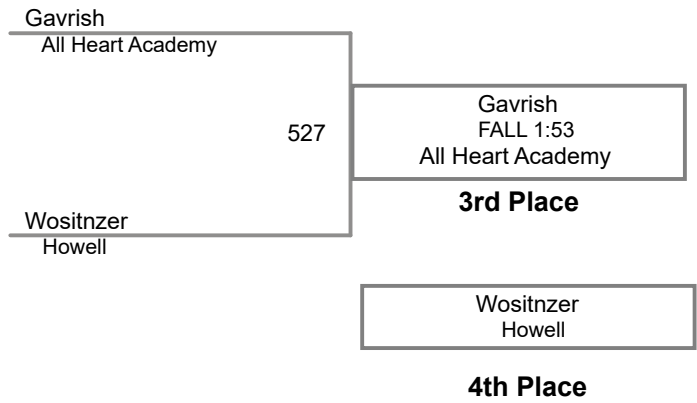 Gavrish
All Heart Academy
527
Gavrish
FALL 1:53
All Heart Academy
3rd Place
Wositnzer
Howell
Wositnzer
Howell
4th Place